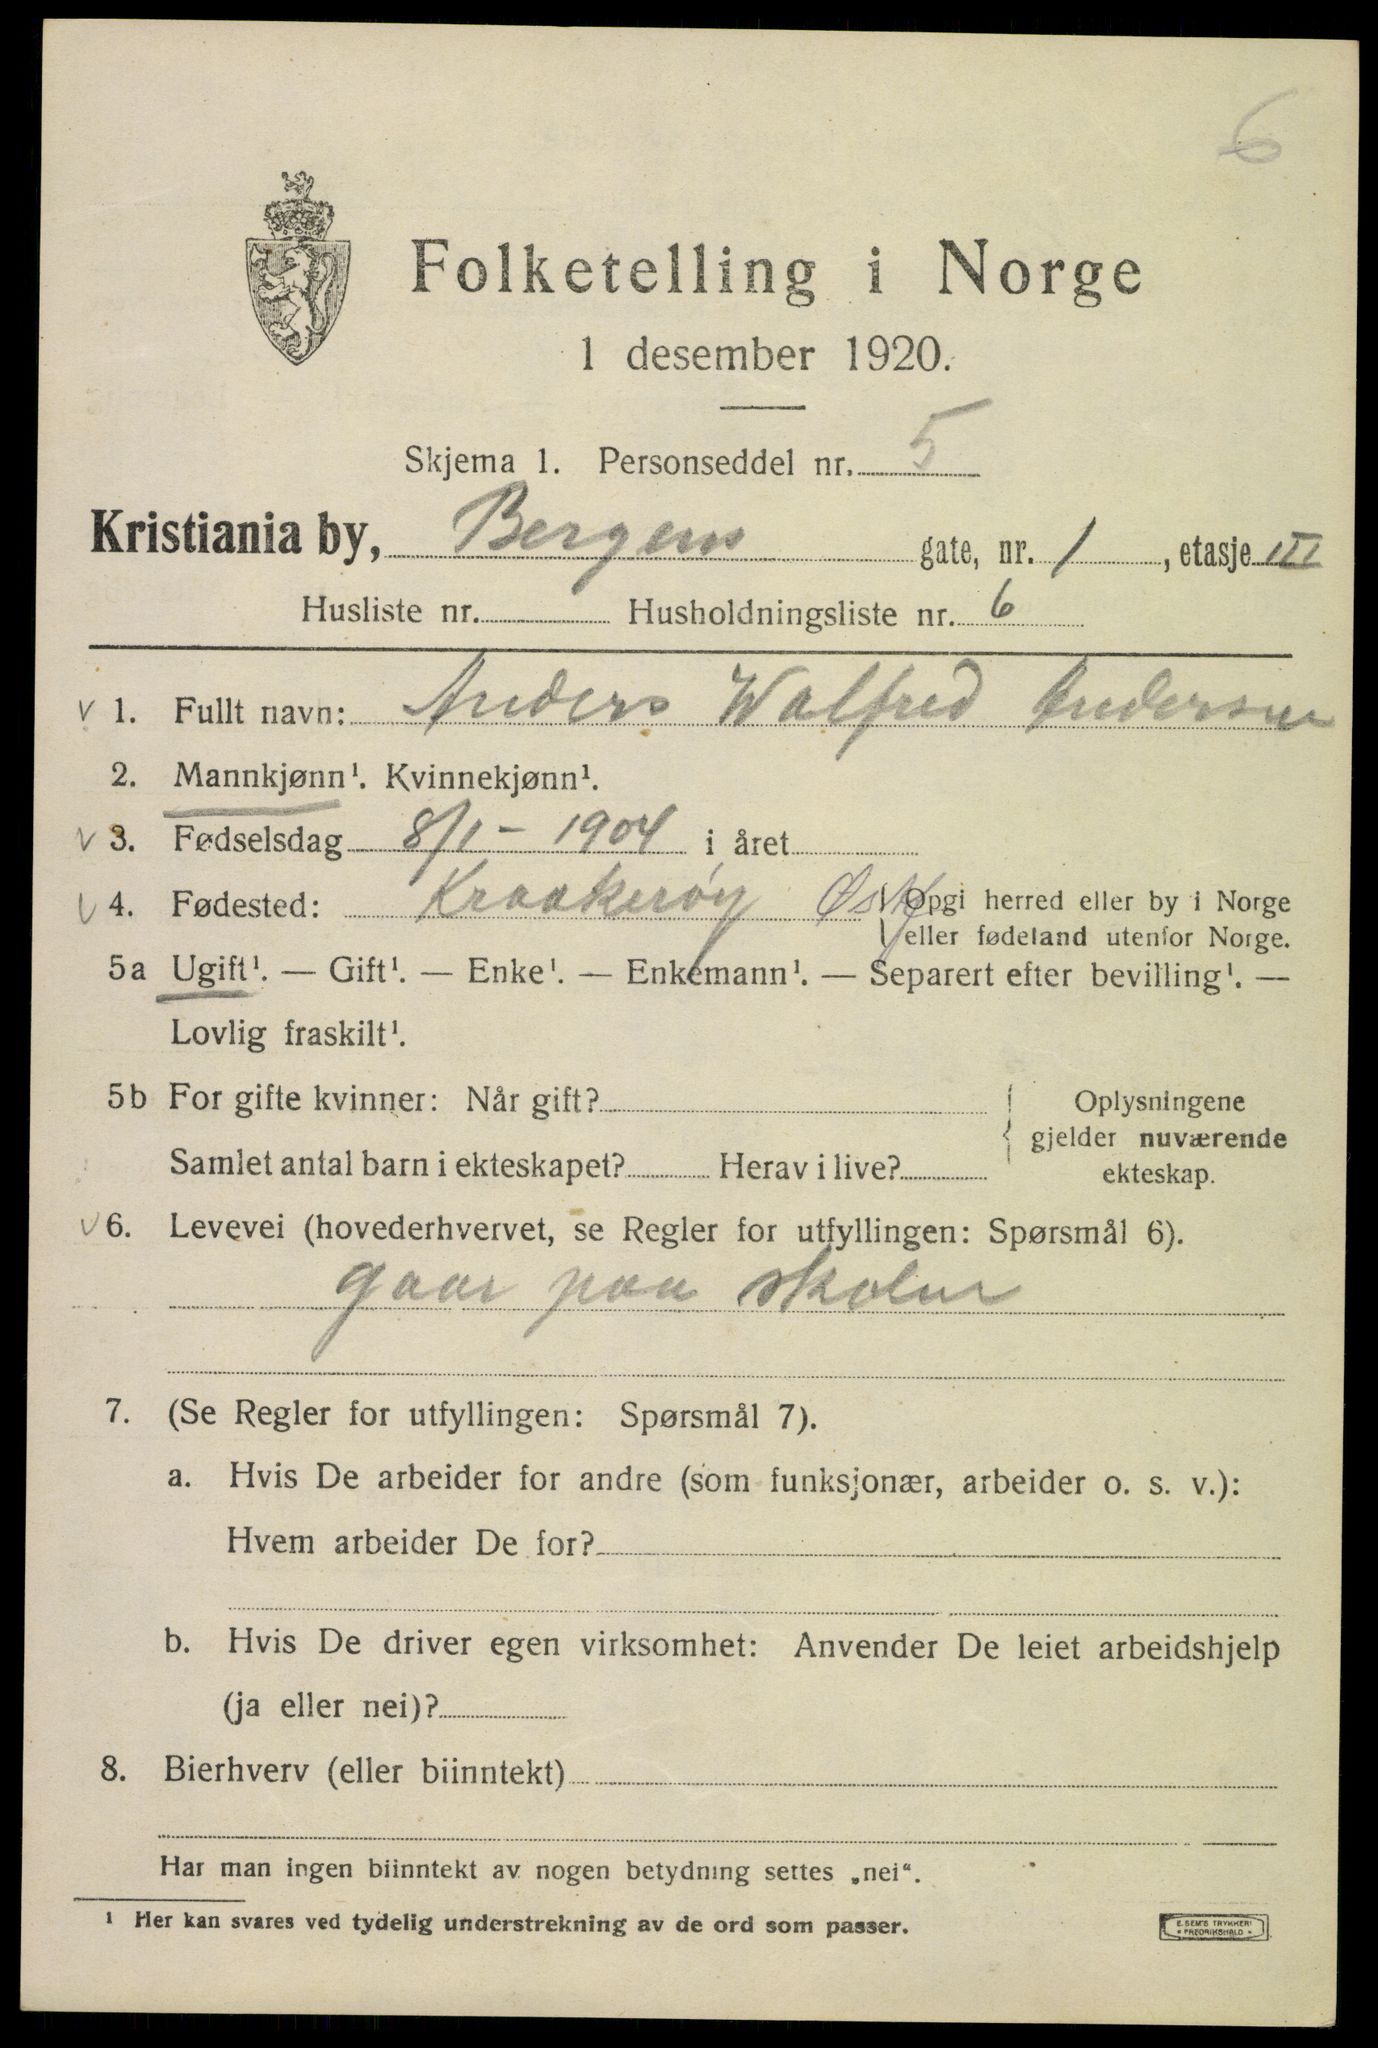 6
Folketelling i Norge
1 desember 1920.
Skjema 1. Personseddel nr. 5
Kristiania by, Bergens gate, nr. 1, etasje III
Husliste nr. Husholdningsliste nr. 6
v 1. Fullt navn: Anders Walfred Andersen
2. Mannkjønn¹. Kvinnekjønn¹.
v 3. Fødselsdag 8/1 - 1904 i året
v 4. Fødested: Kraakerøy Østf { Opgi herred eller by i Norge
eller fødeland utenfor Norge.
5a Ugift¹. — Gift¹. — Enke¹. — Enkemann¹. — Separert efter bevilling¹. —
Lovlig fraskilt¹.
5b For gifte kvinner: Når gift? Oplysningene
gjelder nuværende
Samlet antal barn i ekteskapet? Herav i live? ekteskap.
v 6. Levevei (hovederhvervet, se Regler for utfyllingen: Spørsmål 6).
gaar paa skolen
7. (Se Regler for utfyllingen: Spørsmål 7).
a. Hvis De arbeider for andre (som funksjonær, arbeider o. s. v.):
Hvem arbeider De for?
b. Hvis De driver egen virksomhet: Anvender De leiet arbeidshjelp
(ja eller nei)?
8. Bierhverv (eller biinntekt)
Har man ingen biinntekt av nogen betydning settes „nei“.
¹ Her kan svares ved tydelig understrekning av de ord som passer.
E. SEM'S TRYKKERI
* FREDRIKSHALD *